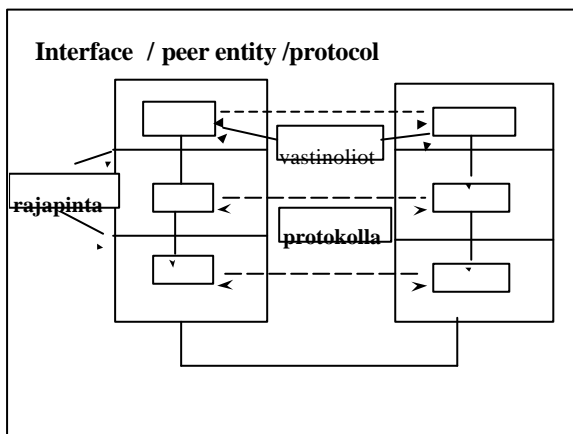 Interface / peer entity /protocol
vastinoliot
rajapinta
protokolla